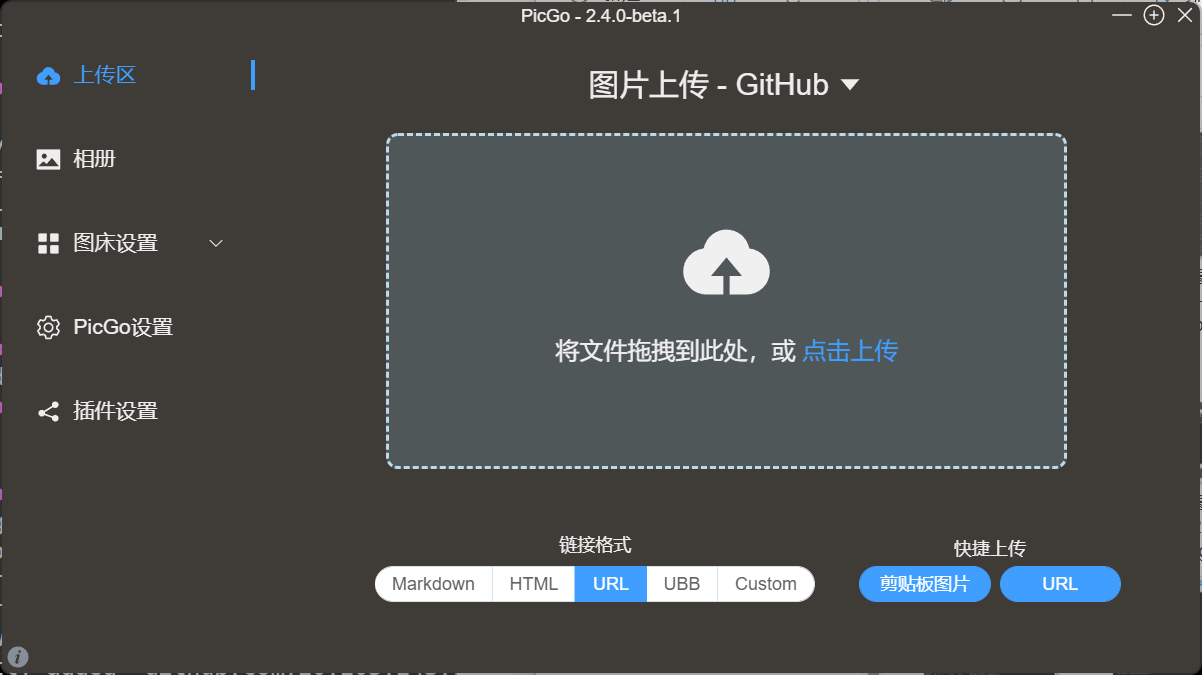 PicGo - 2.4.0-beta.1
上传区
相册
图床设置
PicGo设置
插件设置
图片上传 - GitHub
将文件拖拽到此处，或 点击上传
链接格式
Markdown HTML URL UBB Custom
快捷上传
剪贴板图片 URL